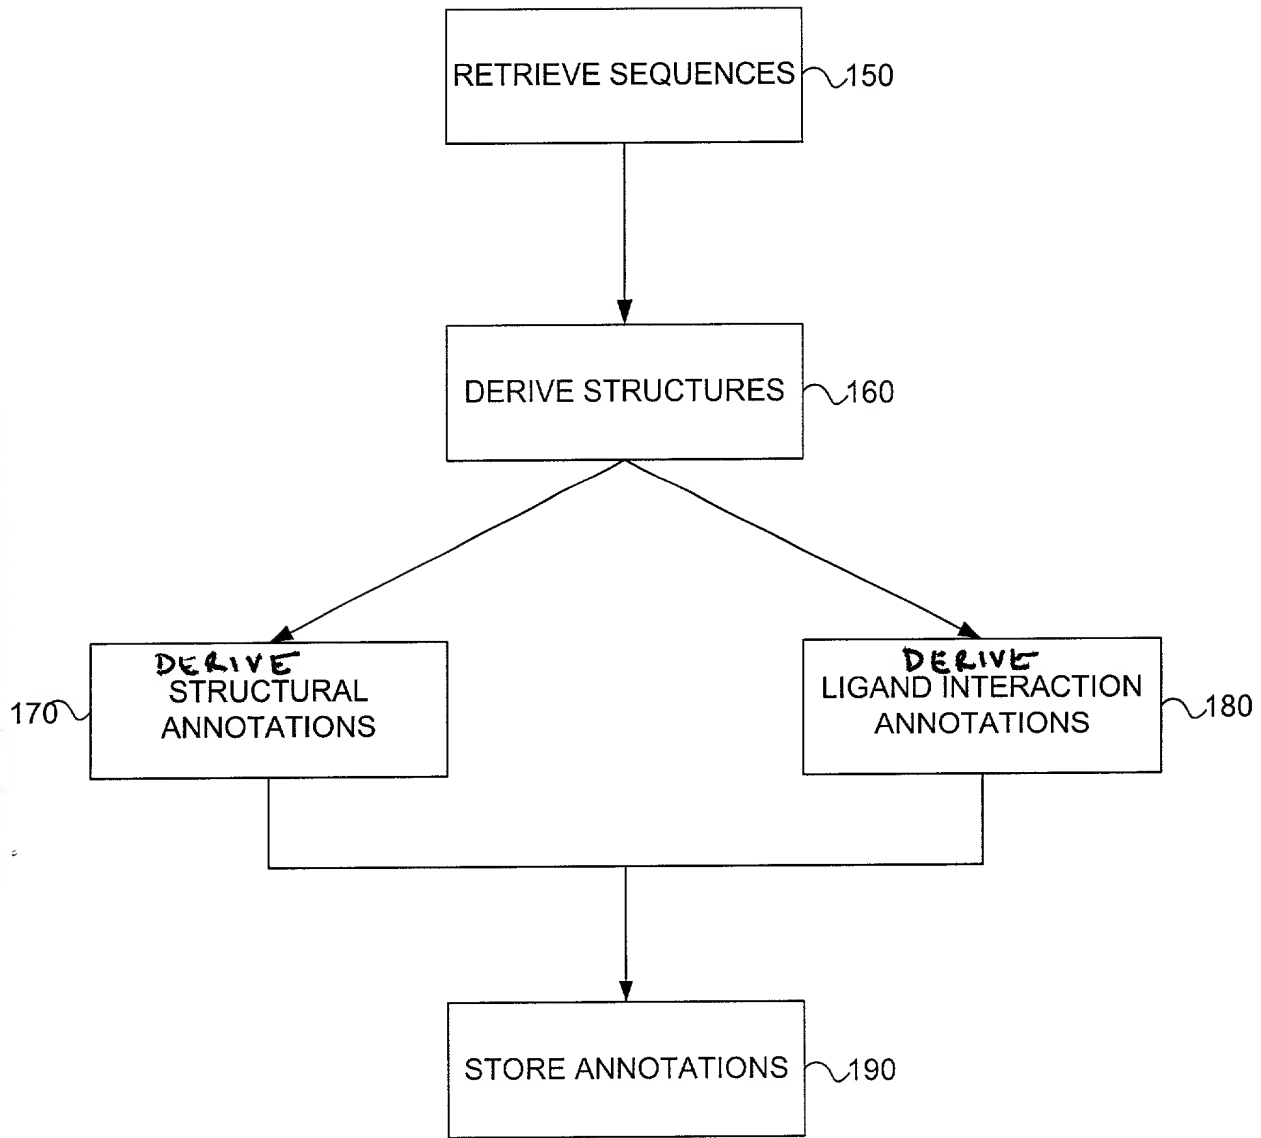 RETRIEVE SEQUENCES
150
DERIVE STRUCTURES
160
DERIVE
STRUCTURAL
ANNOTATIONS
170
DERIVE
LIGAND INTERACTION
ANNOTATIONS
180
STORE ANNOTATIONS
190